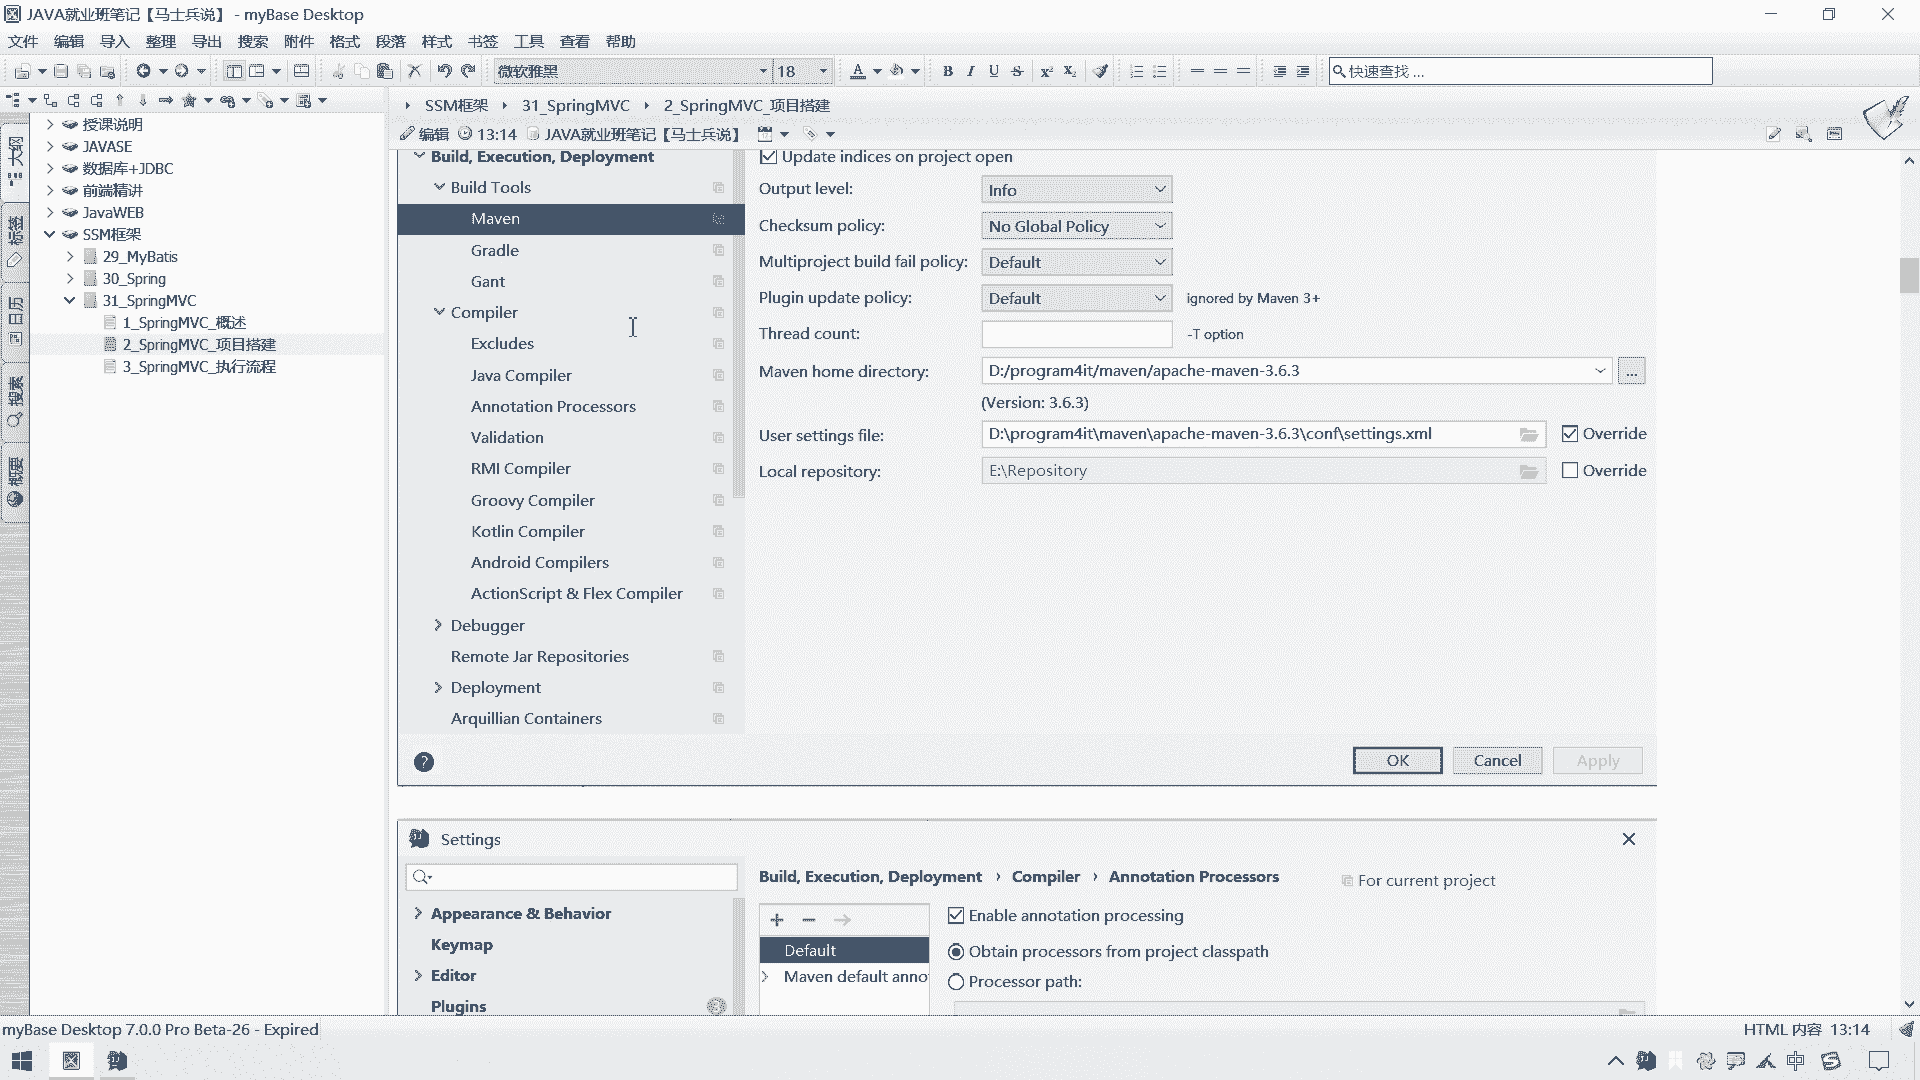 JAVA就业班笔记【马士兵说】 - myBase Desktop
文件 编辑 导入 整理 导出 搜索 附件 格式 段落 样式 书签 工具 查看 帮助
微软雅黑 18 A B I U S x² X₂ 快速查找 ...
SSM框架 31_SpringMVC 2_SpringMVC_项目搭建
编辑 13:14 JAVA就业班笔记【马士兵说】
大纲
标签
日历
搜索
概要
授课说明
JAVASE
数据库+JDBC
前端精讲
JavaWEB
SSM框架
29_MyBatis
30_Spring
31_SpringMVC
1_SpringMVC_概述
2_SpringMVC_项目搭建
3_SpringMVC_执行流程
Build, Execution, Deployment
Build Tools
Maven
Gradle
Gant
Compiler
Excludes
Java Compiler
Annotation Processors
Validation
RMI Compiler
Groovy Compiler
Kotlin Compiler
Android Compilers
ActionScript & Flex Compiler
Debugger
Remote Jar Repositories
Deployment
Arquillian Containers
Update indices on project open
Output level: Info
Checksum policy: No Global Policy
Multiproject build fail policy: Default
Plugin update policy: Default ignored by Maven 3+
Thread count: -T option
Maven home directory: D:/program4it/maven/apache-maven-3.6.3 ...
(Version: 3.6.3)
User settings file: D:\program4it\maven\apache-maven-3.6.3\conf\settings.xml Override
Local repository: E:\Repository Override
? OK Cancel Apply
Settings
Appearance & Behavior
Keymap
Editor
Plugins
Build, Execution, Deployment › Compiler › Annotation Processors For current project
Enable annotation processing
Default
Obtain processors from project classpath
Maven default anno
Processor path:
myBase Desktop 7.0.0 Pro Beta-26 - Expired HTML 内容 13:14
中